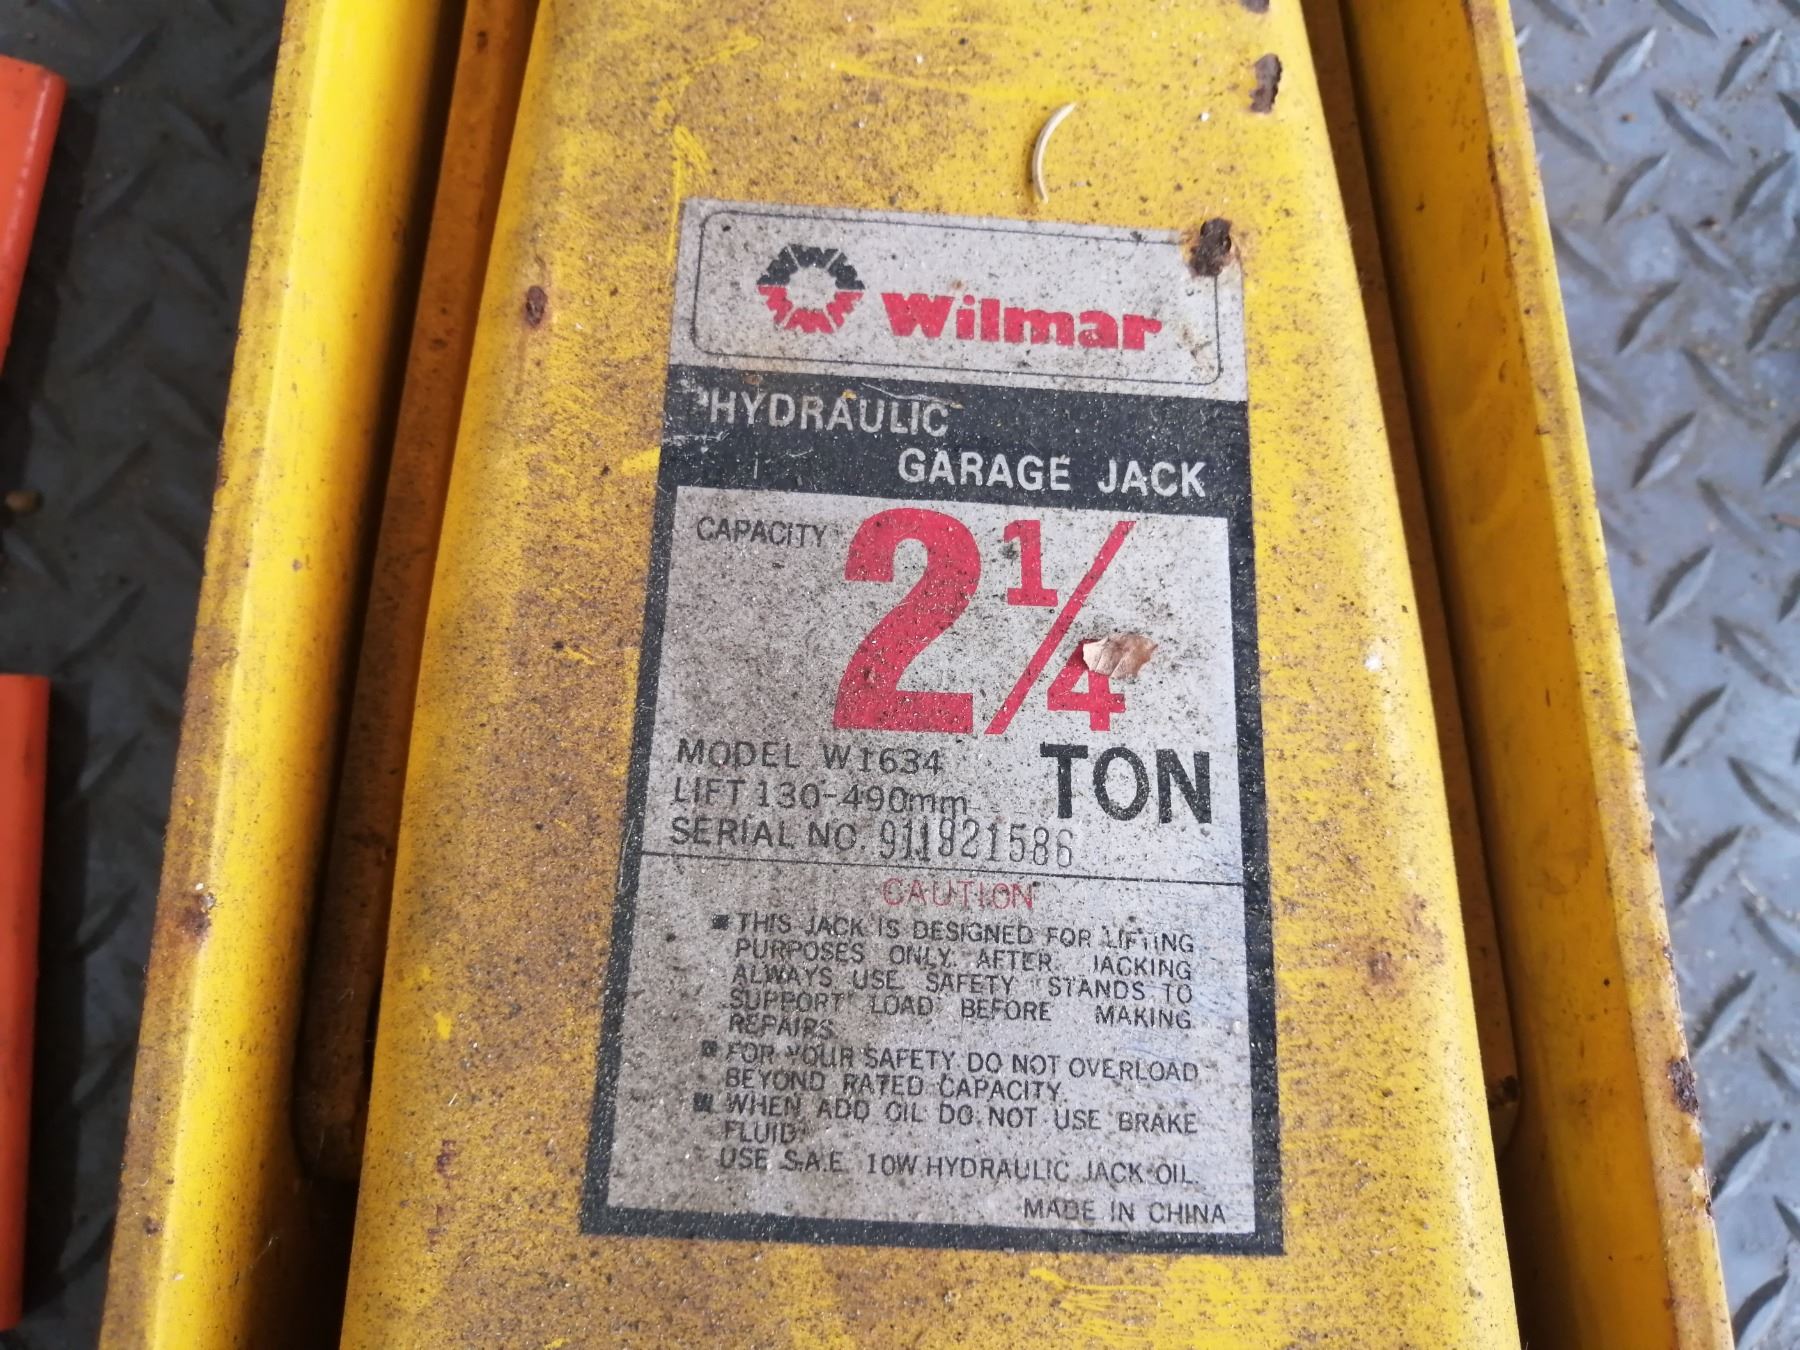 Wilmar
HYDRAULIC
GARAGE JACK
CAPACITY 2 1/4
TON
MODEL W1634
LIFT 130-490mm
SERIAL NO. 911921586
CAUTION
■ THIS JACK IS DESIGNED FOR LIFTING
PURPOSES ONLY. AFTER JACKING
ALWAYS USE SAFETY STANDS TO
SUPPORT LOAD BEFORE MAKING
REPAIRS.
■ FOR YOUR SAFETY DO NOT OVERLOAD
BEYOND RATED CAPACITY.
■ WHEN ADD OIL DO NOT USE BRAKE
FLUID
USE S.A.E. 10W HYDRAULIC JACK OIL.
MADE IN CHINA